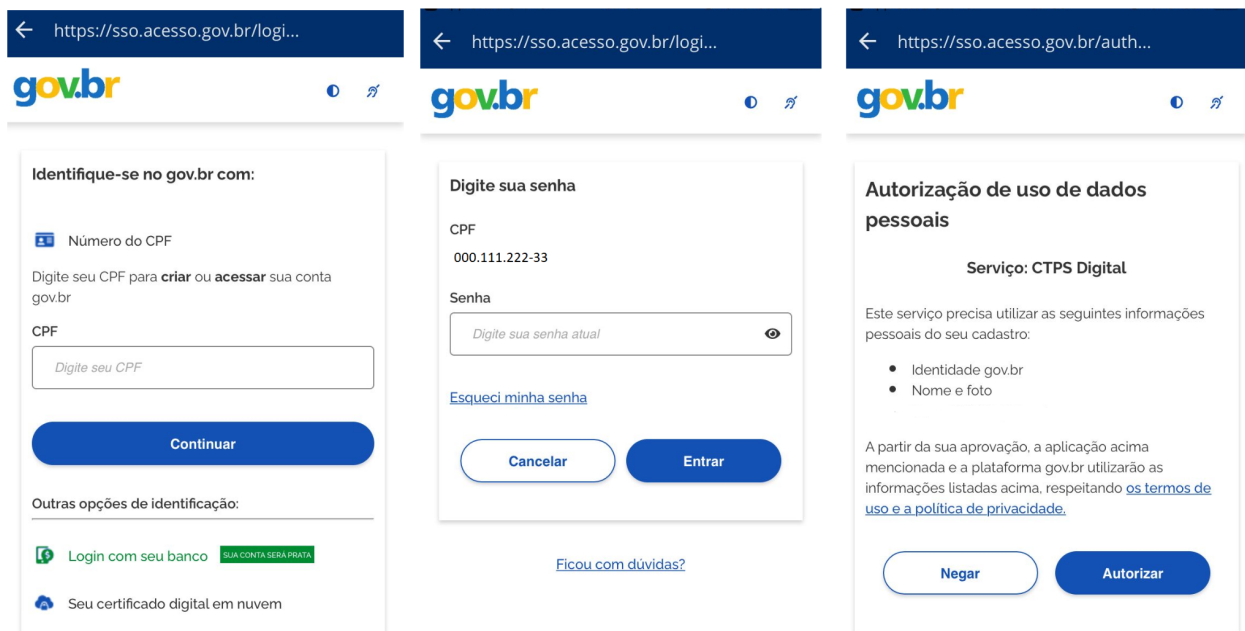 https://sso.acesso.gov.br/logi...
gov.br
Identifique-se no gov.br com:
Número do CPF
Digite seu CPF para criar ou acessar sua conta
gov.br
CPF
Digite seu CPF
Continuar
Outras opções de identificação:
Login com seu banco SUA CONTA SERÁ PRATA
Seu certificado digital em nuvem
https://sso.acesso.gov.br/logi...
gov.br
Digite sua senha
CPF
000.111.222-33
Senha
Digite sua senha atual
Esqueci minha senha
Cancelar Entrar
Ficou com dúvidas?
https://sso.acesso.gov.br/auth...
gov.br
Autorização de uso de dados
pessoais
Serviço: CTPS Digital
Este serviço precisa utilizar as seguintes informações
pessoais do seu cadastro:
• Identidade gov.br
• Nome e foto
A partir da sua aprovação, a aplicação acima
mencionada e a plataforma gov.br utilizarão as
informações listadas acima, respeitando os termos de
uso e a política de privacidade.
Negar Autorizar